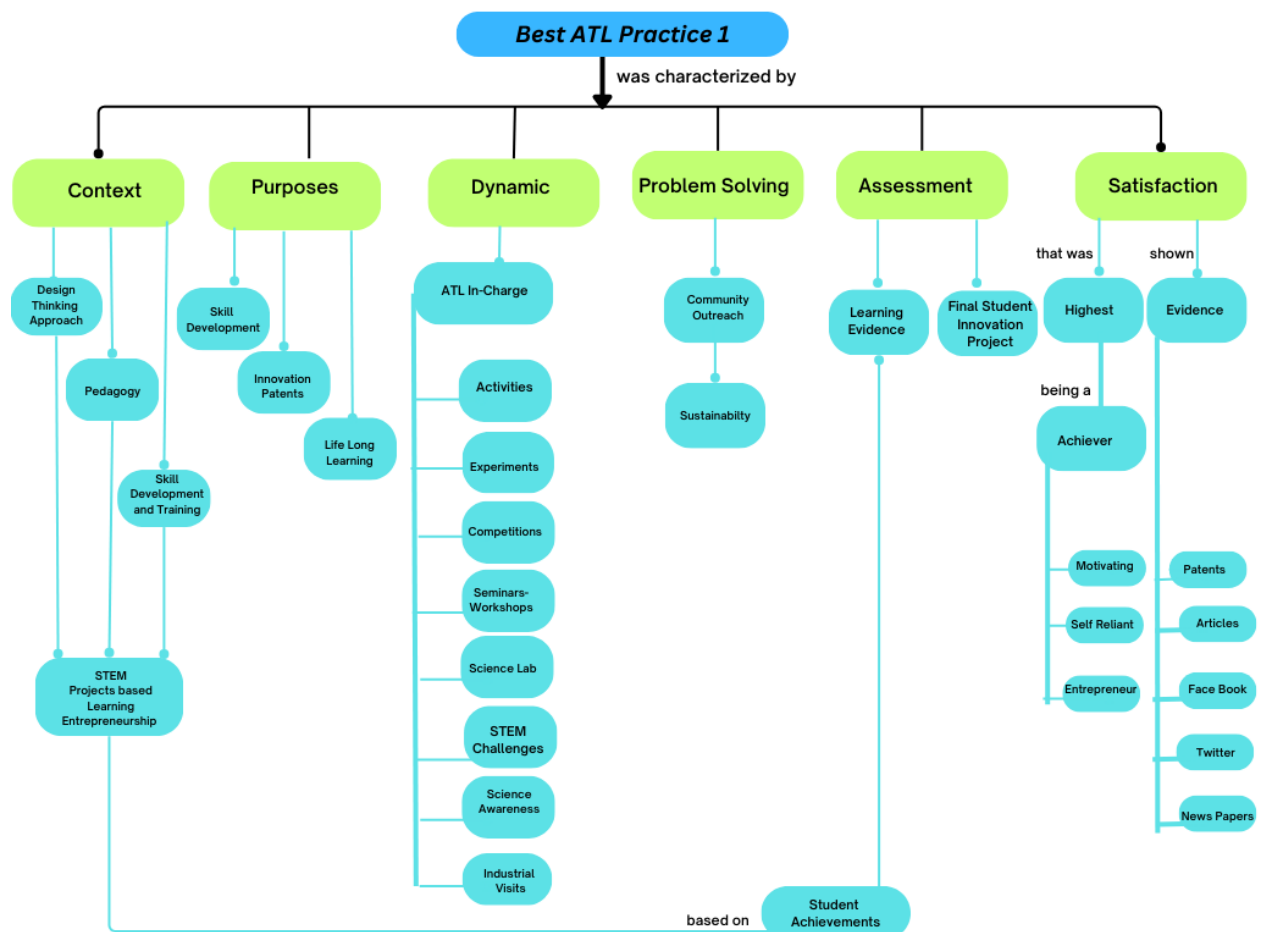 Best ATL Practice 1
was characterized by
Context
Purposes
Dynamic
Problem Solving
Assessment
Satisfaction
Design
Thinking
Approach
Pedagogy
Skill
Development
and Training
STEM
Projects based
Learning
Entrepreneurship
Skill
Development
Innovation
Patents
Life Long
Learning
ATL In-Charge
Activities
Experiments
Competitions
Seminars-
Workshops
Science Lab
STEM
Challenges
Science
Awareness
Industrial
Visits
Community
Outreach
Sustainabilty
Learning
Evidence
Final Student
Innovation
Project
based on
Student
Achievements
that was
Highest
being a
Achiever
Motivating
Self Reliant
Entrepreneur
shown
Evidence
Patents
Articles
Face Book
Twitter
News Papers